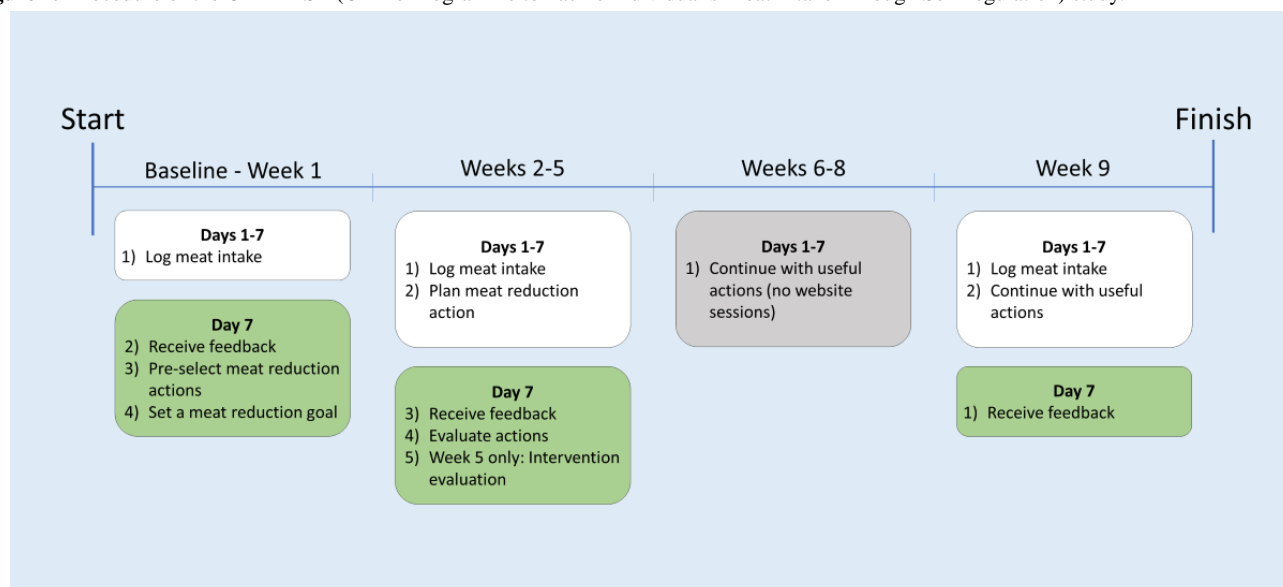 Start
Finish
Baseline - Week 1
Weeks 2-5
Weeks 6-8
Week 9
Days 1-7
1) Log meat intake
Day 7
2) Receive feedback
3) Pre-select meat reduction
actions
4) Set a meat reduction goal
Days 1-7
1) Log meat intake
2) Plan meat reduction
action
Day 7
3) Receive feedback
4) Evaluate actions
5) Week 5 only: Intervention
evaluation
Days 1-7
1) Continue with useful
actions (no website
sessions)
Days 1-7
1) Log meat intake
2) Continue with useful
actions
Day 7
1) Receive feedback